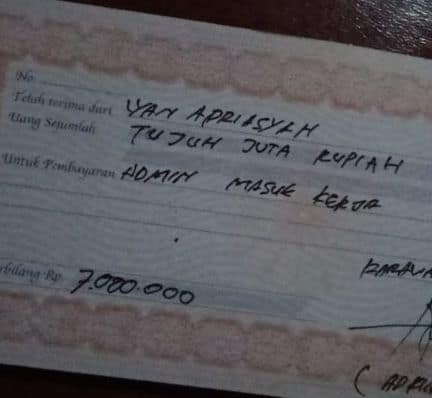 No.
Telah terima dari YAN APRIASYAH
Uang Sejumlah TUJUH JUTA RUPIAH
Untuk Pembayaran ADMIN MASUK KERJA
rbilang Rp. 7.000.000